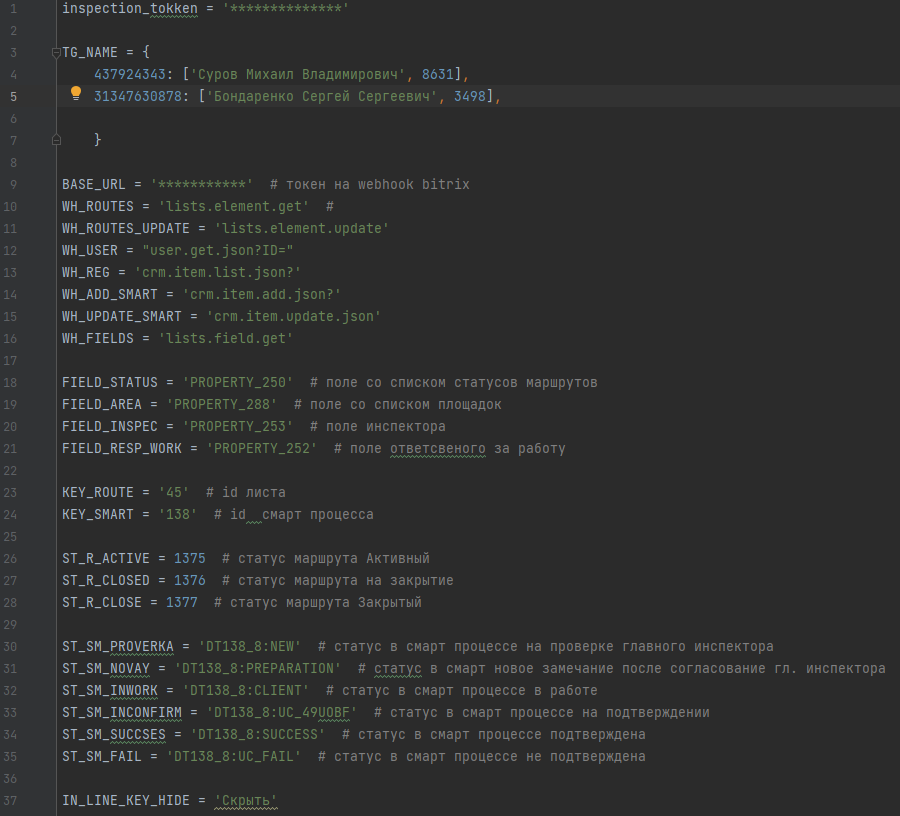 1 inspection_tokken = '**************'
2
3 TG_NAME = {
4 437924343: ['Суров Михаил Владимирович', 8631],
5 31347630878: ['Бондаренко Сергей Сергеевич', 3498],
6
7 }
8
9 BASE_URL = '***********'  # токен на webhook bitrix
10 WH_ROUTES = 'lists.element.get'  #
11 WH_ROUTES_UPDATE = 'lists.element.update'
12 WH_USER = "user.get.json?ID="
13 WH_REG = 'crm.item.list.json?'
14 WH_ADD_SMART = 'crm.item.add.json?'
15 WH_UPDATE_SMART = 'crm.item.update.json'
16 WH_FIELDS = 'lists.field.get'
17
18 FIELD_STATUS = 'PROPERTY_250'  # поле со списком статусов маршрутов
19 FIELD_AREA = 'PROPERTY_288'  # поле со списком площадок
20 FIELD_INSPEC = 'PROPERTY_253'  # поле инспектора
21 FIELD_RESP_WORK = 'PROPERTY_252'  # поле ответсвеного за работу
22
23 KEY_ROUTE = '45'  # id листа
24 KEY_SMART = '138'  # id  смарт процесса
25
26 ST_R_ACTIVE = 1375  # статус маршрута Активный
27 ST_R_CLOSED = 1376  # статус маршрута на закрытие
28 ST_R_CLOSE = 1377  # статус маршрута Закрытый
29
30 ST_SM_PROVERKA = 'DT138_8:NEW'  # статус в смарт процессе на проверке главного инспектора
31 ST_SM_NOVAY = 'DT138_8:PREPARATION'  # статус в смарт новое замечание после согласование гл. инспектора
32 ST_SM_INWORK = 'DT138_8:CLIENT'  # статус в смарт процессе в работе
33 ST_SM_INCONFIRM = 'DT138_8:UC_49UOBF'  # статус в смарт процессе на подтверждении
34 ST_SM_SUCCSES = 'DT138_8:SUCCESS'  # статус в смарт процессе подтверждена
35 ST_SM_FAIL = 'DT138_8:UC_FAIL'  # статус в смарт процессе не подтверждена
36
37 IN_LINE_KEY_HIDE = 'Скрыть'